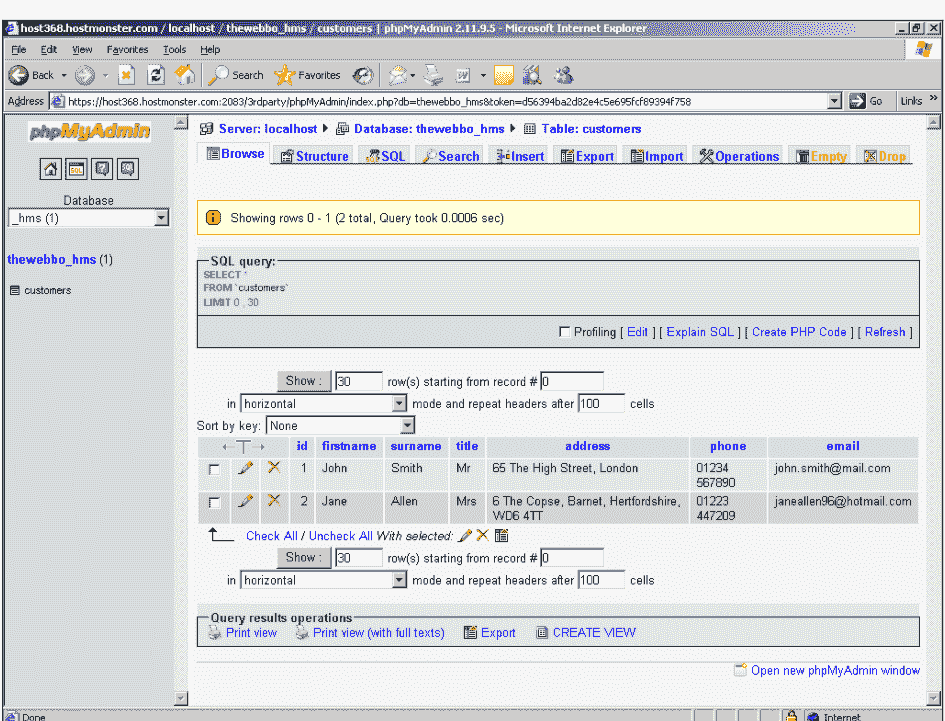 host368.hostmonster.com / localhost / thewebbo_hms / customers | phpMyAdmin 2.11.9.5 - Microsoft Internet Explorer
File Edit View Favorites Tools Help
Back Search Favorites
Address https://host368.hostmonster.com:2083/3rdparty/phpMyAdmin/index.php?db=thewebbo_hms&token=d56394ba2d82e4c5e695fcf89394f758 Go Links »
phpMyAdmin
Server: localhost Database: thewebbo_hms Table: customers
Browse Structure SQL Search Insert Export Import Operations Empty Drop
SQL
Database
_hms (1)
Showing rows 0 - 1 (2 total, Query took 0.0006 sec)
thewebbo_hms (1)
customers
SQL query:
SELECT *
FROM `customers`
LIMIT 0 , 30
Profiling [ Edit ] [ Explain SQL ] [ Create PHP Code ] [ Refresh ]
Show : 30 row(s) starting from record # 0
in horizontal mode and repeat headers after 100 cells
Sort by key: None
←T→ id firstname surname title address phone email
1 John Smith Mr 65 The High Street, London 01234 567890 john.smith@mail.com
2 Jane Allen Mrs 6 The Copse, Barnet, Hertfordshire, WD6 4TT 01223 447209 janeallen96@hotmail.com
Check All / Uncheck All With selected:
Show : 30 row(s) starting from record # 0
in horizontal mode and repeat headers after 100 cells
Query results operations
Print view Print view (with full texts) Export CREATE VIEW
Open new phpMyAdmin window
Done Internet